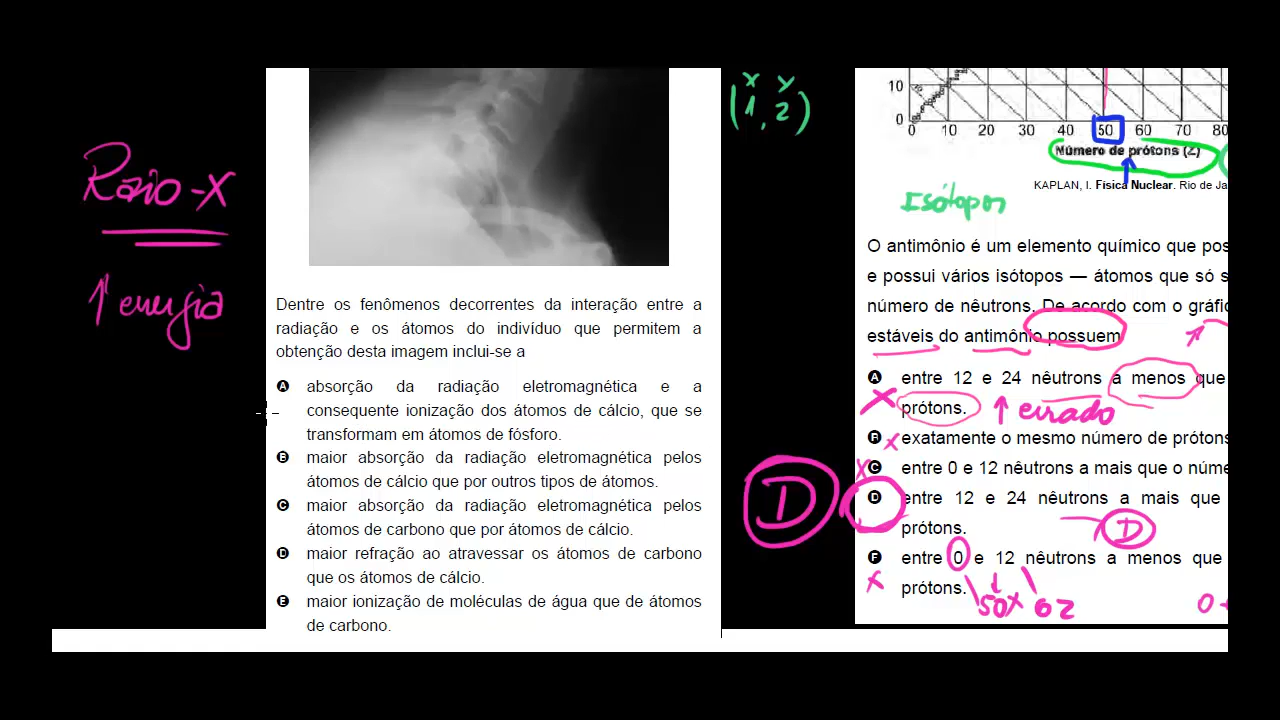 Raio-X
↑ energia
Dentre os fenômenos decorrentes da interação entre a
radiação e os átomos do indivíduo que permitem a
obtenção desta imagem inclui-se a
A absorção da radiação eletromagnética e a
consequente ionização dos átomos de cálcio, que se
transformam em átomos de fósforo.
B maior absorção da radiação eletromagnética pelos
átomos de cálcio que por outros tipos de átomos.
C maior absorção da radiação eletromagnética pelos
átomos de carbono que por átomos de cálcio.
D maior refração ao atravessar os átomos de carbono
que os átomos de cálcio.
E maior ionização de moléculas de água que de átomos
de carbono.
x y
(1, 2)
D
10
0
0 10 20 30 40 50 60 70 80
Número de prótons (Z)
KAPLAN, I. Física Nuclear. Rio de Ja
Isótopos
O antimônio é um elemento químico que pos
e possui vários isótopos — átomos que só s
número de nêutrons. De acordo com o gráfic
estáveis do antimônio possuem
A entre 12 e 24 nêutrons a menos que
prótons.
↑ errado
B exatamente o mesmo número de prótons
C entre 0 e 12 nêutrons a mais que o núme
D entre 12 e 24 nêutrons a mais que
prótons.
D
E entre 0 e 12 nêutrons a menos que
prótons.
50 x 62
0